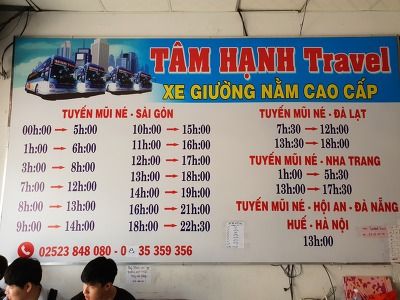 TÂM HẠNH Travel
XE GIƯỜNG NẰM CAO CẤP
TUYẾN MŨI NÉ - SÀI GÒN
00h:00 → 5h:00
1h:00 → 6h:00
3h:00 → 8h:00
7h:00 → 12h:00
8h:00 → 13h:00
9h:00 → 14h:00
10h:00 → 15h:00
11h:00 → 16h:00
12h:00 → 17h:00
13h:00 → 18h:00
14h:00 → 19h:00
16h:00 → 21h:00
18h:00 → 22h:30
TUYẾN MŨI NÉ - ĐÀ LẠT
7h:30 → 12h:00
13h:30 → 18h:00
TUYẾN MŨI NÉ - NHA TRANG
1h:00 → 5h:30
13h:00 → 17h:30
TUYẾN MŨI NÉ - HỘI AN - ĐÀ NẴNG
HUẾ - HÀ NỘI
13h:00
02523 848 080 - 0 35 359 356